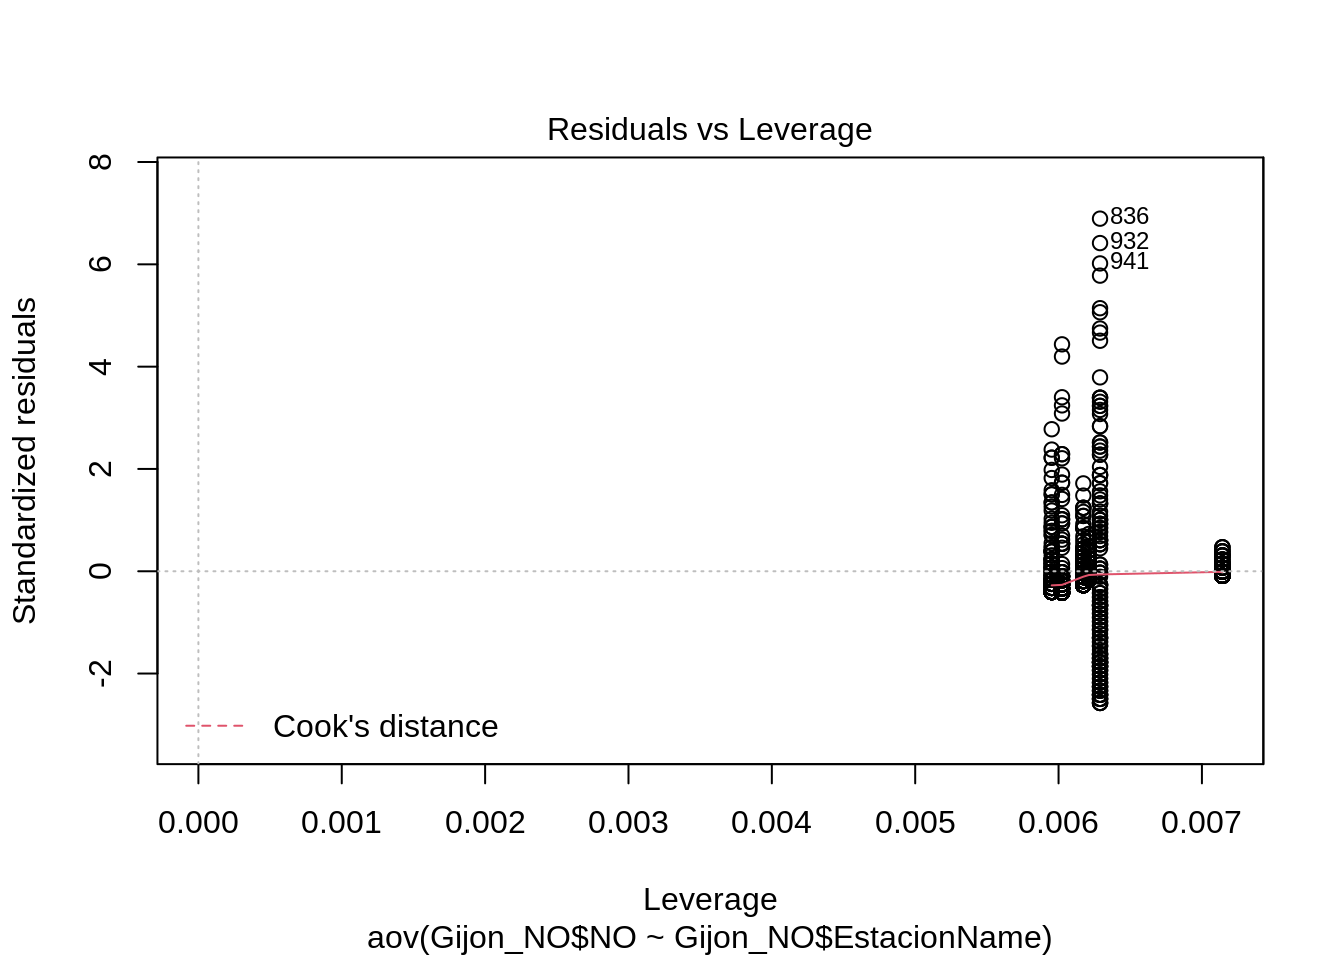 Residuals vs Leverage
Standardized residuals
8
6
4
2
0
-2
836
932
941
Cook's distance
0.000 0.001 0.002 0.003 0.004 0.005 0.006 0.007
Leverage
aov(Gijon_NO$NO ~ Gijon_NO$EstacionName)